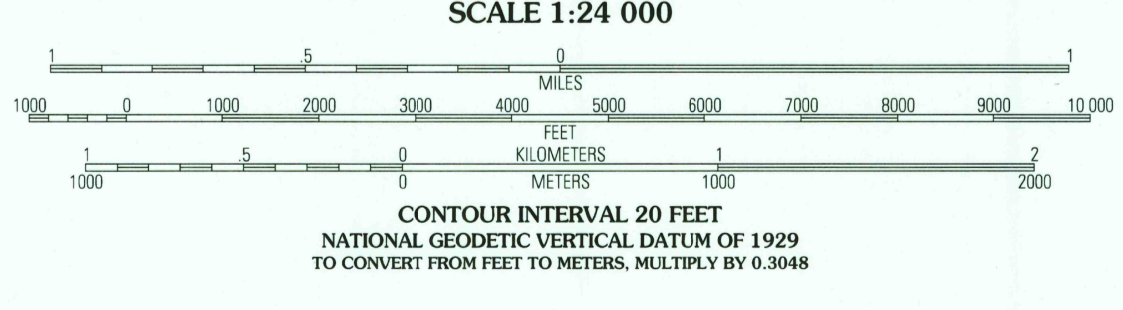 SCALE 1:24 000
1 .5 0 1
MILES
1000 0 1000 2000 3000 4000 5000 6000 7000 8000 9000 10 000
FEET
1 .5 0 KILOMETERS 1 2
1000 0 METERS 1000 2000
CONTOUR INTERVAL 20 FEET
NATIONAL GEODETIC VERTICAL DATUM OF 1929
TO CONVERT FROM FEET TO METERS, MULTIPLY BY 0.3048